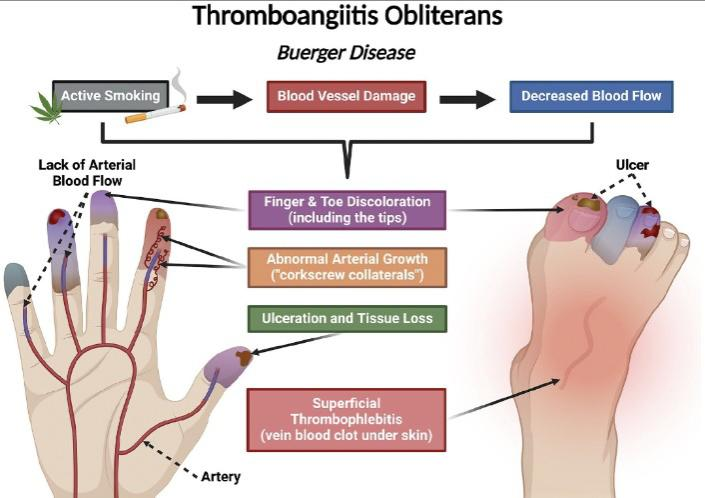 Thromboangiitis Obliterans
Buerger Disease
Active Smoking
Blood Vessel Damage
Decreased Blood Flow
Lack of Arterial
Blood Flow
Ulcer
Finger & Toe Discoloration
(including the tips)
Abnormal Arterial Growth
("corkscrew collaterals")
Ulceration and Tissue Loss
Superficial
Thrombophlebitis
(vein blood clot under skin)
Artery